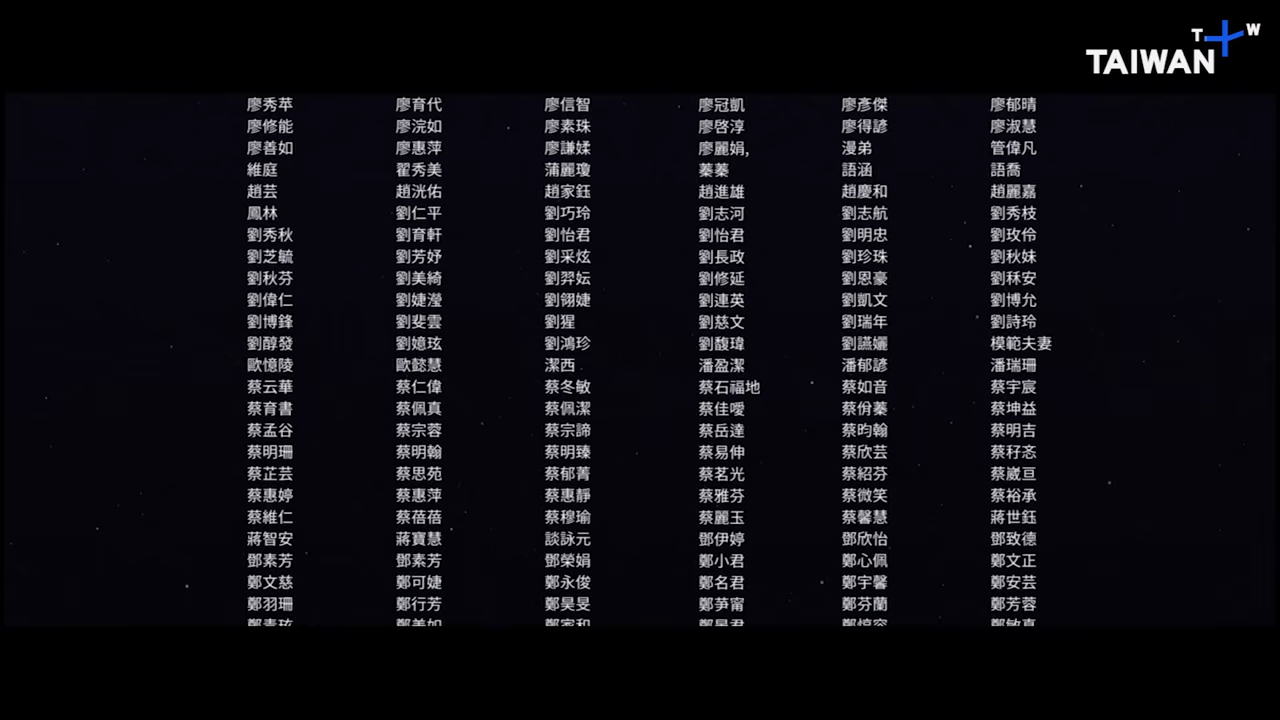 T W
TAIWAN+
廖秀苹 廖育代 廖信智 廖冠凱 廖彥傑 廖郁晴
廖修能 廖浣如 廖素珠 廖啓淳 廖得諺 廖淑慧
廖善如 廖惠萍 廖謙媃 廖麗娟, 漫弟 管偉凡
維庭 翟秀美 蒲麗瓊 蓁蓁 語涵 語喬
趙芸 趙洸佑 趙家鈺 趙進雄 趙慶和 趙麗嘉
鳳林 劉仁平 劉巧玲 劉志河 劉志航 劉秀枝
劉秀秋 劉育軒 劉怡君 劉怡君 劉明忠 劉玫伶
劉芝毓 劉芳妤 劉采炫 劉長政 劉珍珠 劉秋妹
劉秋芬 劉美綺 劉羿妘 劉修延 劉恩豪 劉秝安
劉偉仁 劉婕瀅 劉翎婕 劉連英 劉凱文 劉博允
劉博鋒 劉斐雲 劉猩 劉慈文 劉瑞年 劉詩玲
劉醇發 劉嬑玹 劉鴻珍 劉馥瑋 劉讌孋 模範夫妻
歐憶陵 歐懿慧 潔西 潘盈潔 潘郁諺 潘瑞珊
蔡云華 蔡仁偉 蔡冬敏 蔡石福地 蔡如音 蔡宇宸
蔡育書 蔡佩真 蔡佩潔 蔡佳噯 蔡佾蓁 蔡坤益
蔡孟谷 蔡宗蓉 蔡宗諦 蔡岳達 蔡昀翰 蔡明吉
蔡明珊 蔡明翰 蔡明臻 蔡易伸 蔡欣芸 蔡秄忞
蔡芷芸 蔡思苑 蔡郁菁 蔡茗光 蔡紹芬 蔡崴亘
蔡惠婷 蔡惠萍 蔡惠靜 蔡雅芬 蔡微笑 蔡裕承
蔡維仁 蔡蓓蓓 蔡穆瑜 蔡麗玉 蔡馨慧 蔣世鈺
蔣智安 蔣寶慧 談詠元 鄧伊婷 鄧欣怡 鄧致德
鄧素芳 鄧素芳 鄧榮娟 鄭小君 鄭心佩 鄭文正
鄭文慈 鄭可婕 鄭永俊 鄭名君 鄭宇馨 鄭安芸
鄭羽珊 鄭行芳 鄭昊旻 鄭芛甯 鄭芬蘭 鄭芳蓉